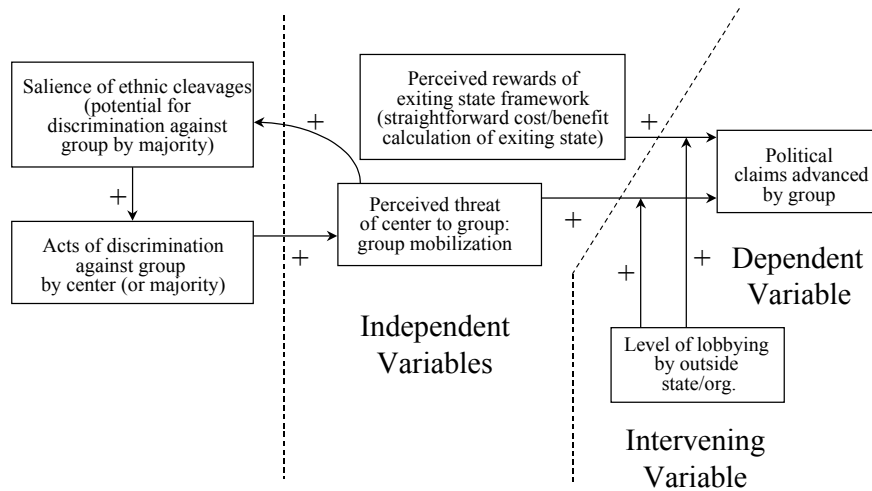 Salience of ethnic cleavages
(potential for
discrimination against
group by majority)
+
Acts of discrimination
against group
by center (or majority)
+
+
Perceived rewards of
exiting state framework
(straightforward cost/benefit
calculation of exiting state)
+
Perceived threat
of center to group:
group mobilization
+
Political
claims advanced
by group
+
+
Dependent
Variable
Independent
Variables
Level of lobbying
by outside
state/org.
Intervening
Variable